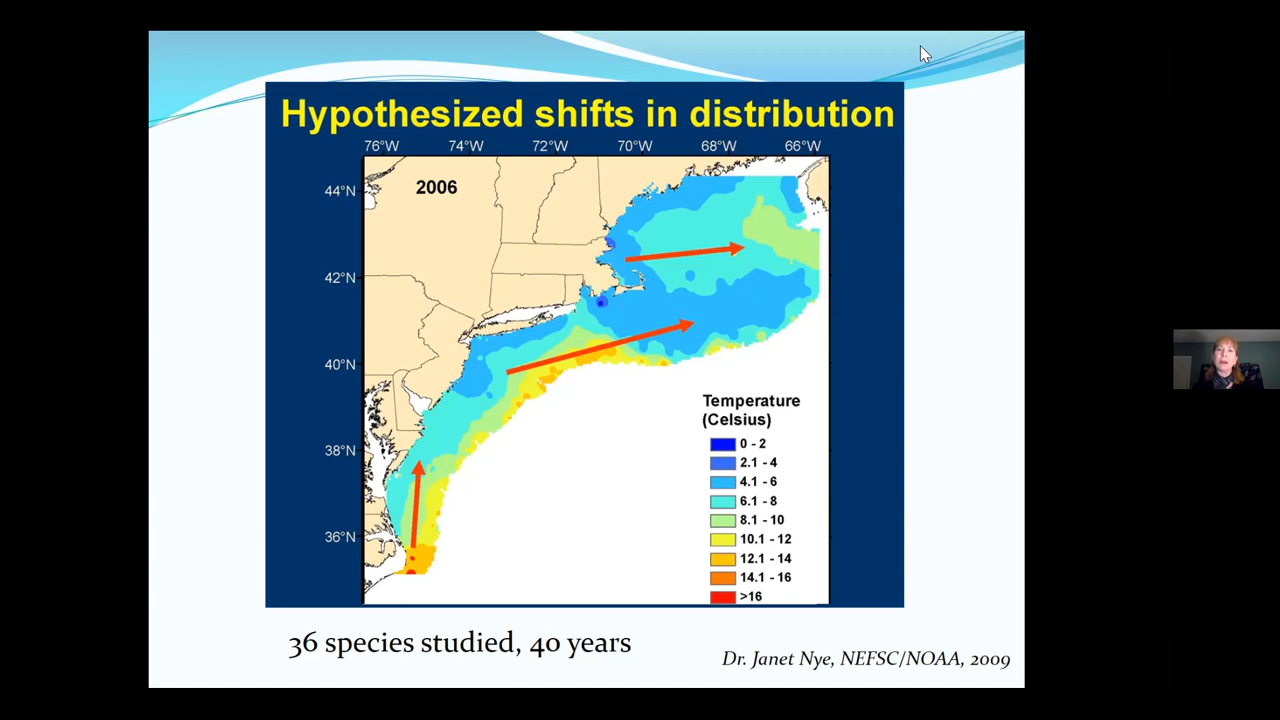 Hypothesized shifts in distribution
76°W 74°W 72°W 70°W 68°W 66°W
2006
44°N
42°N
40°N
38°N
36°N
Temperature
(Celsius)
0 - 2
2.1 - 4
4.1 - 6
6.1 - 8
8.1 - 10
10.1 - 12
12.1 - 14
14.1 - 16
>16
36 species studied, 40 years
Dr. Janet Nye, NEFSC/NOAA, 2009